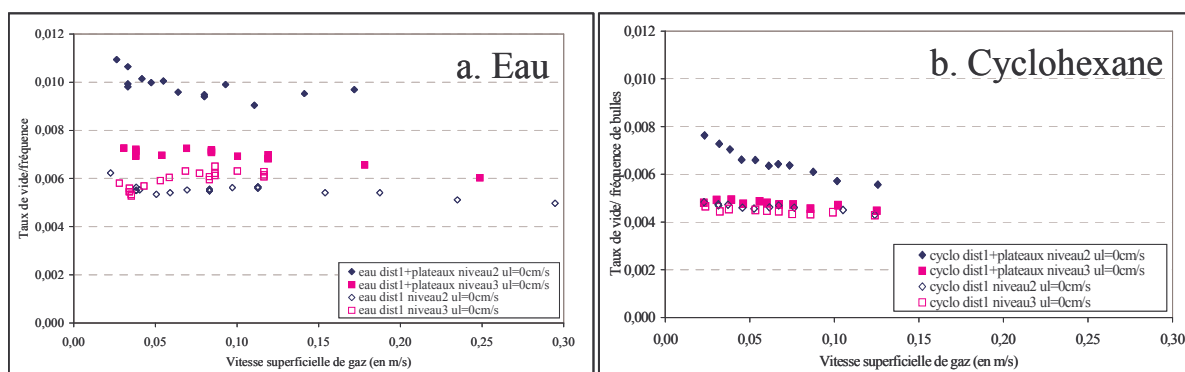 a. Eau
Taux de vide/fréquence
0,012
0,010
0,008
0,006
0,004
0,002
0,000
eau dist1+plateaux niveau2 ul=0cm/s
eau dist1+plateaux niveau3 ul=0cm/s
eau dist1 niveau2 ul=0cm/s
eau dist1 niveau3 ul=0cm/s
0,00 0,05 0,10 0,15 0,20 0,25 0,30
Vitesse superficielle de gaz (en m/s)
b. Cyclohexane
Taux de vide/ fréquence de bulles
0,012
0,010
0,008
0,006
0,004
0,002
0,000
cyclo dist1+plateaux niveau2 ul=0cm/s
cyclo dist1+plateaux niveau3 ul=0cm/s
cyclo dist1 niveau2 ul=0cm/s
cyclo dist1 niveau3 ul=0cm/s
0,00 0,05 0,10 0,15 0,20 0,25 0,30
Vitesse superficielle de gaz (en m/s)